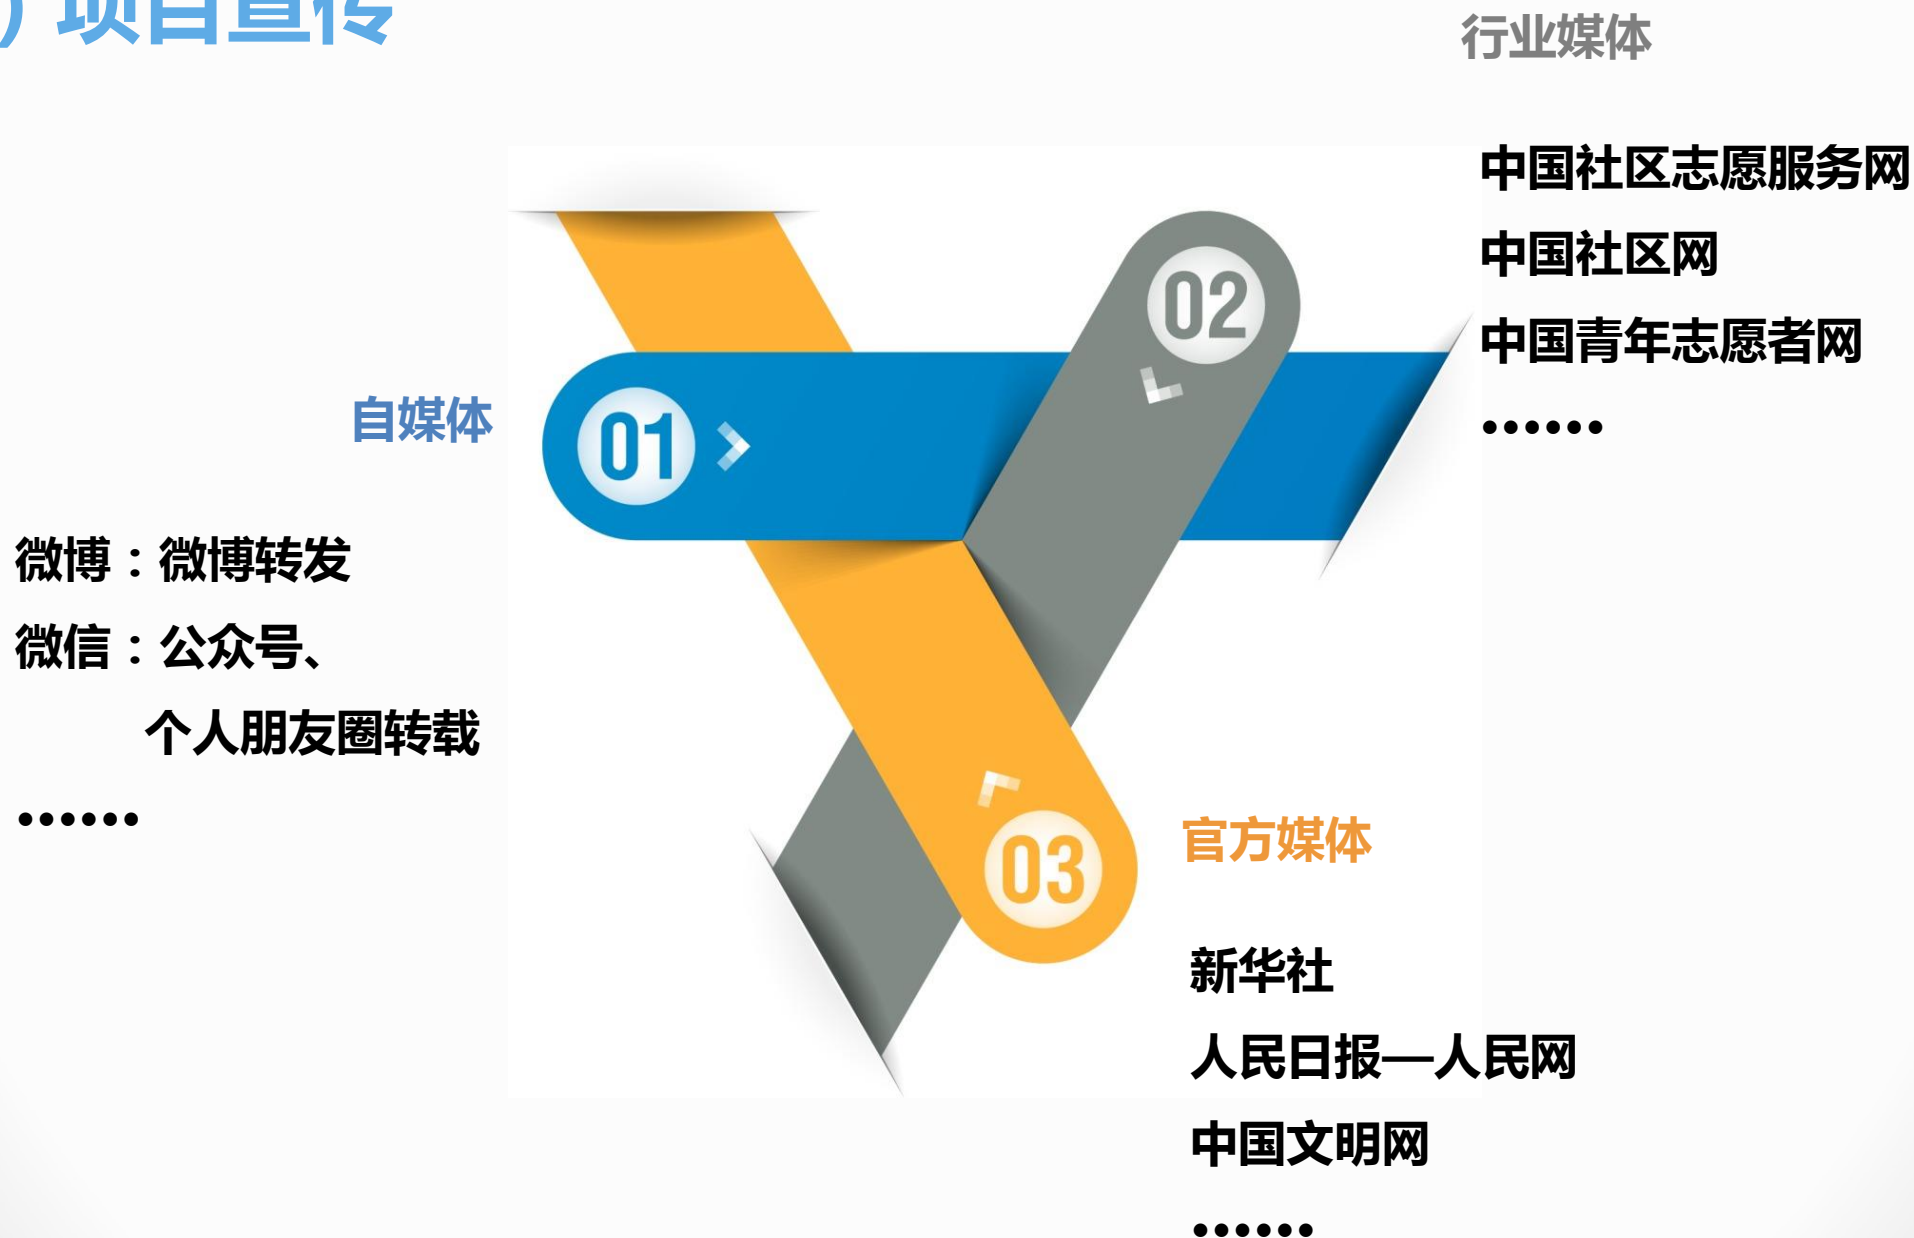 ）项目宣传
01
自媒体
微博：微博转发
微信：公众号、
个人朋友圈转载
……
02
行业媒体
中国社区志愿服务网
中国社区网
中国青年志愿者网
……
03
官方媒体
新华社
人民日报—人民网
中国文明网
……